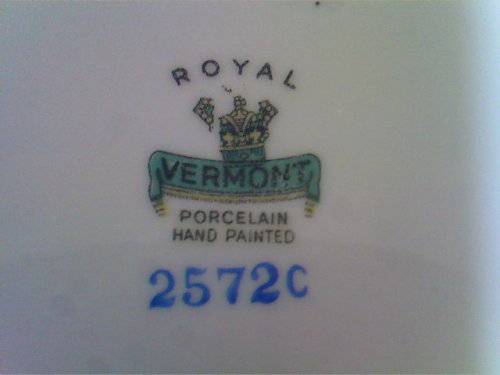 ROYAL
VERMONT
PORCELAIN
HAND PAINTED
2572C